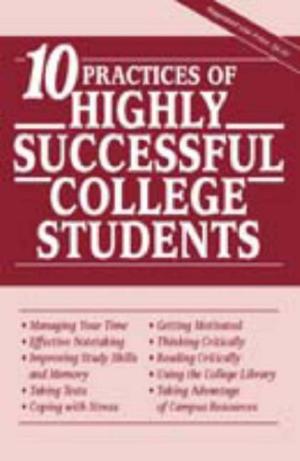 10 PRACTICES OF
HIGHLY
SUCCESSFUL
COLLEGE
STUDENTS
• Managing Your Time
• Effective Notetaking
• Improving Study Skills
and Memory
• Taking Tests
• Coping with Stress
• Getting Motivated
• Thinking Critically
• Reading Critically
• Using the College Library
• Taking Advantage
of Campus Resources